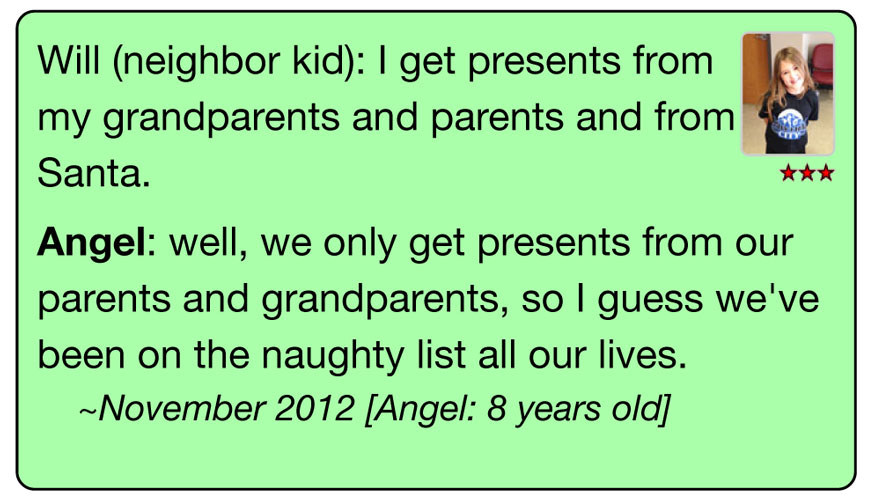 Will (neighbor kid): I get presents from
my grandparents and parents and from
Santa.
Angel: well, we only get presents from our
parents and grandparents, so I guess we've
been on the naughty list all our lives.
~November 2012 [Angel: 8 years old]